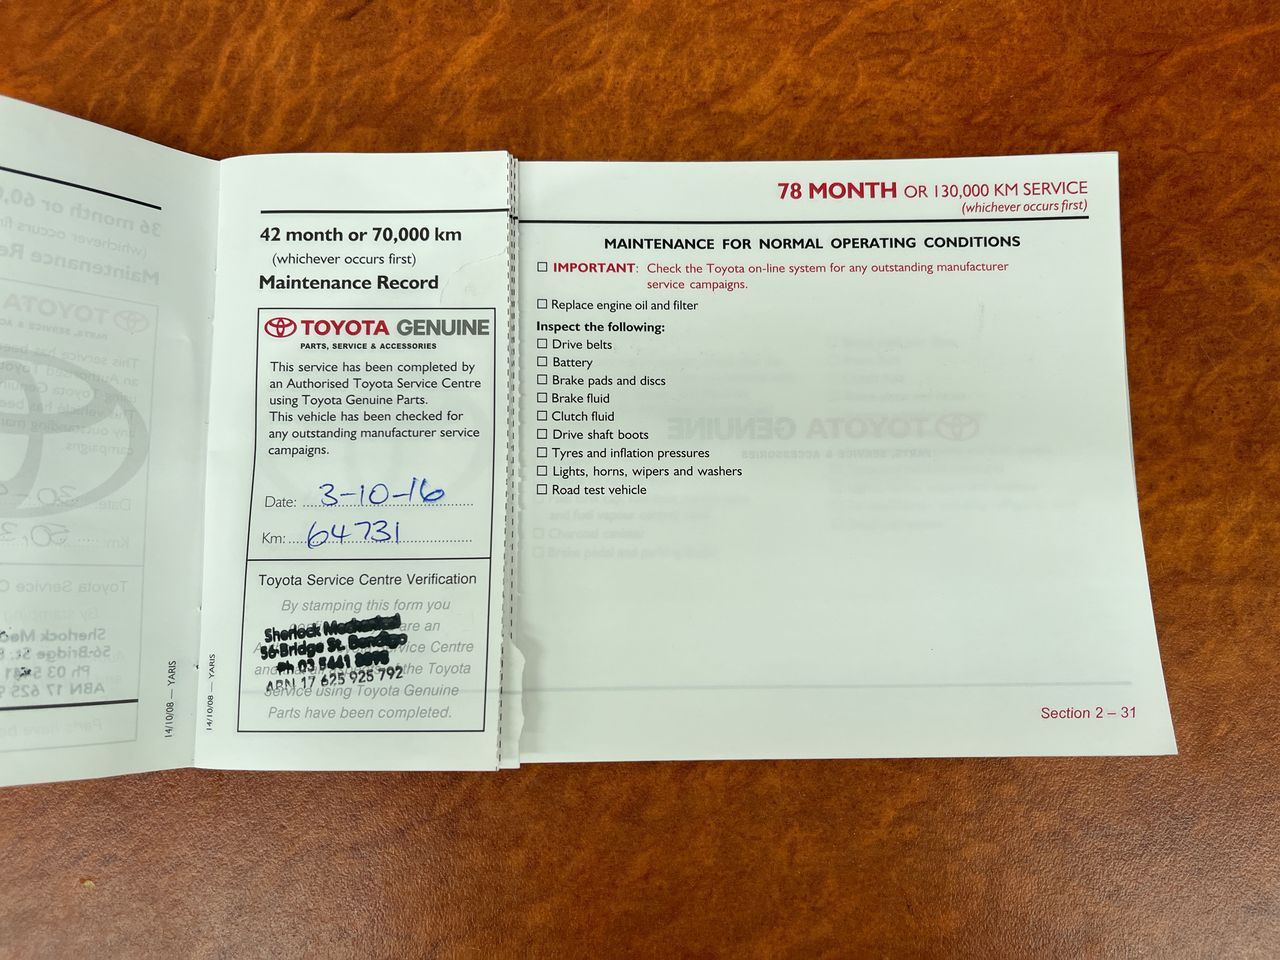 42 month or 70,000 km
(whichever occurs first)
Maintenance Record
TOYOTA GENUINE
PARTS, SERVICE & ACCESSORIES
This service has been completed by
an Authorised Toyota Service Centre
using Toyota Genuine Parts.
This vehicle has been checked for
any outstanding manufacturer service
campaigns.
Date: 3-10-16
Km: 64731
Toyota Service Centre Verification
By stamping this form you
are an
Service Centre
the Toyota
Service using Toyota Genuine
Parts have been completed.
Sherlock Mechanical
56 Bridge St. Bendigo
Ph 03 5441
ABN 17 625 925 792
14/10/08 — YARIS
14/10/08 — YARIS
78 MONTH OR 130,000 KM SERVICE
(whichever occurs first)
MAINTENANCE FOR NORMAL OPERATING CONDITIONS
IMPORTANT: Check the Toyota on-line system for any outstanding manufacturer
service campaigns.
Replace engine oil and filter
Inspect the following:
Drive belts
Battery
Brake pads and discs
Brake fluid
Clutch fluid
Drive shaft boots
Tyres and inflation pressures
Lights, horns, wipers and washers
Road test vehicle
Section 2 – 31